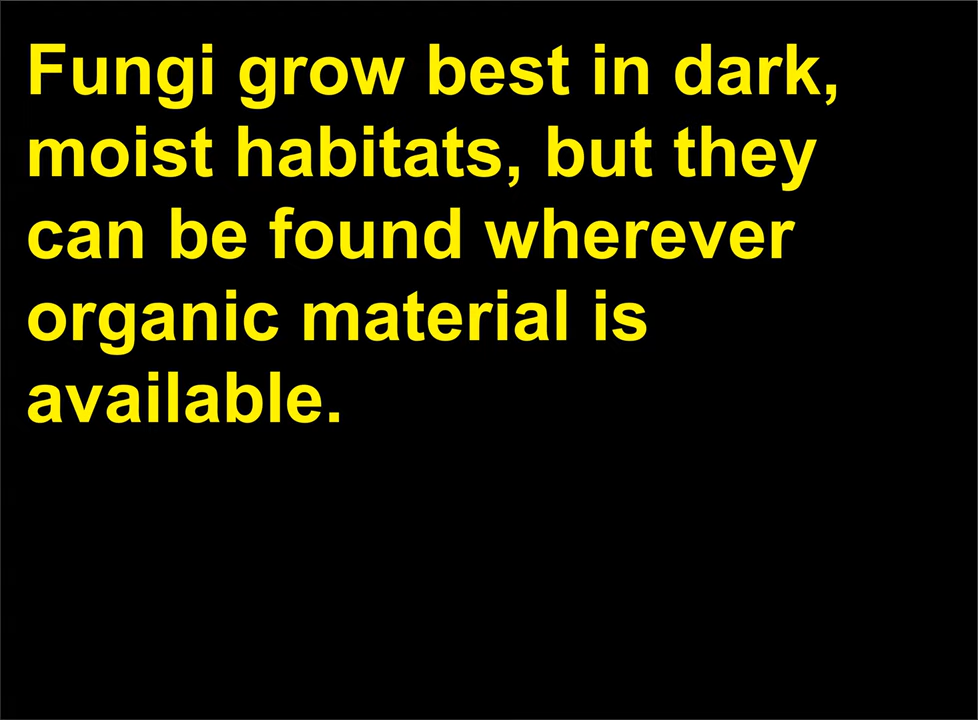 Fungi grow best in dark,
moist habitats, but they
can be found wherever
organic material is
available.